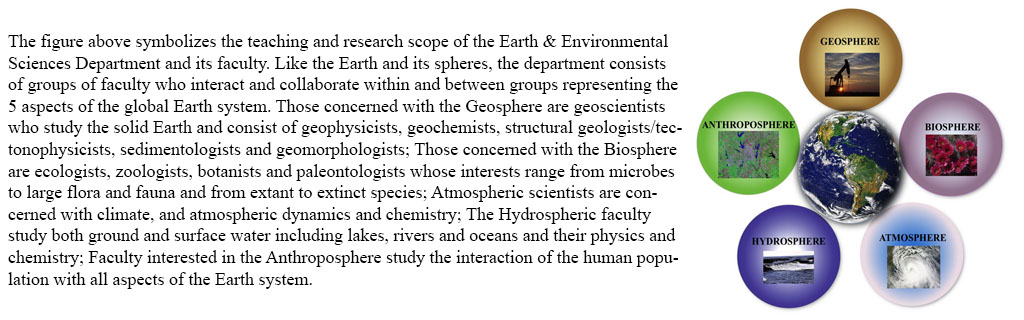 The figure above symbolizes the teaching and research scope of the Earth & Environmental
Sciences Department and its faculty. Like the Earth and its spheres, the department consists
of groups of faculty who interact and collaborate within and between groups representing the
5 aspects of the global Earth system. Those concerned with the Geosphere are geoscientists
who study the solid Earth and consist of geophysicists, geochemists, structural geologists/tec-
tonophysicists, sedimentologists and geomorphologists; Those concerned with the Biosphere
are ecologists, zoologists, botanists and paleontologists whose interests range from microbes
to large flora and fauna and from extant to extinct species; Atmospheric scientists are con-
cerned with climate, and atmospheric dynamics and chemistry; The Hydrospheric faculty
study both ground and surface water including lakes, rivers and oceans and their physics and
chemistry; Faculty interested in the Anthroposphere study the interaction of the human popu-
lation with all aspects of the Earth system.
GEOSPHERE
ANTHROPOSPHERE
BIOSPHERE
HYDROSPHERE
ATMOSPHERE